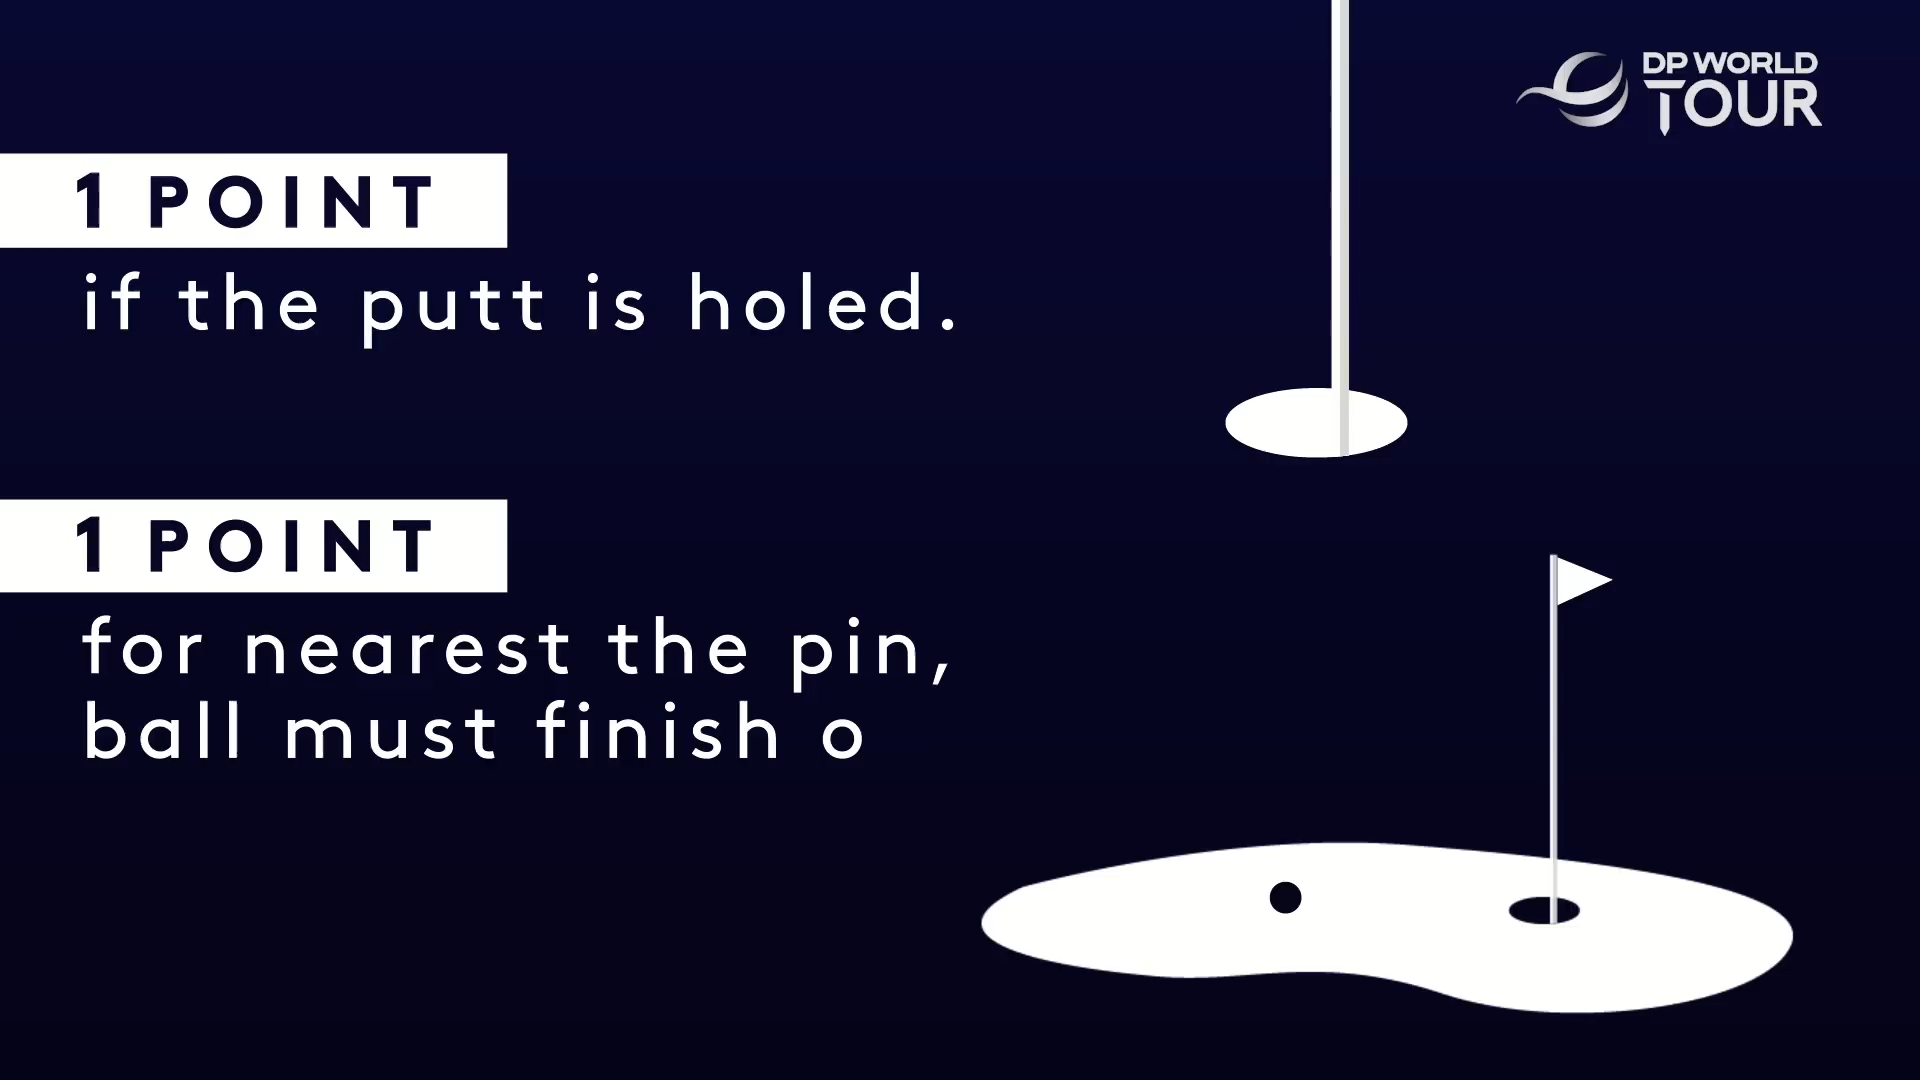 DP WORLD
TOUR
1 POINT
if the putt is holed.
1 POINT
for nearest the pin,
ball must finish o